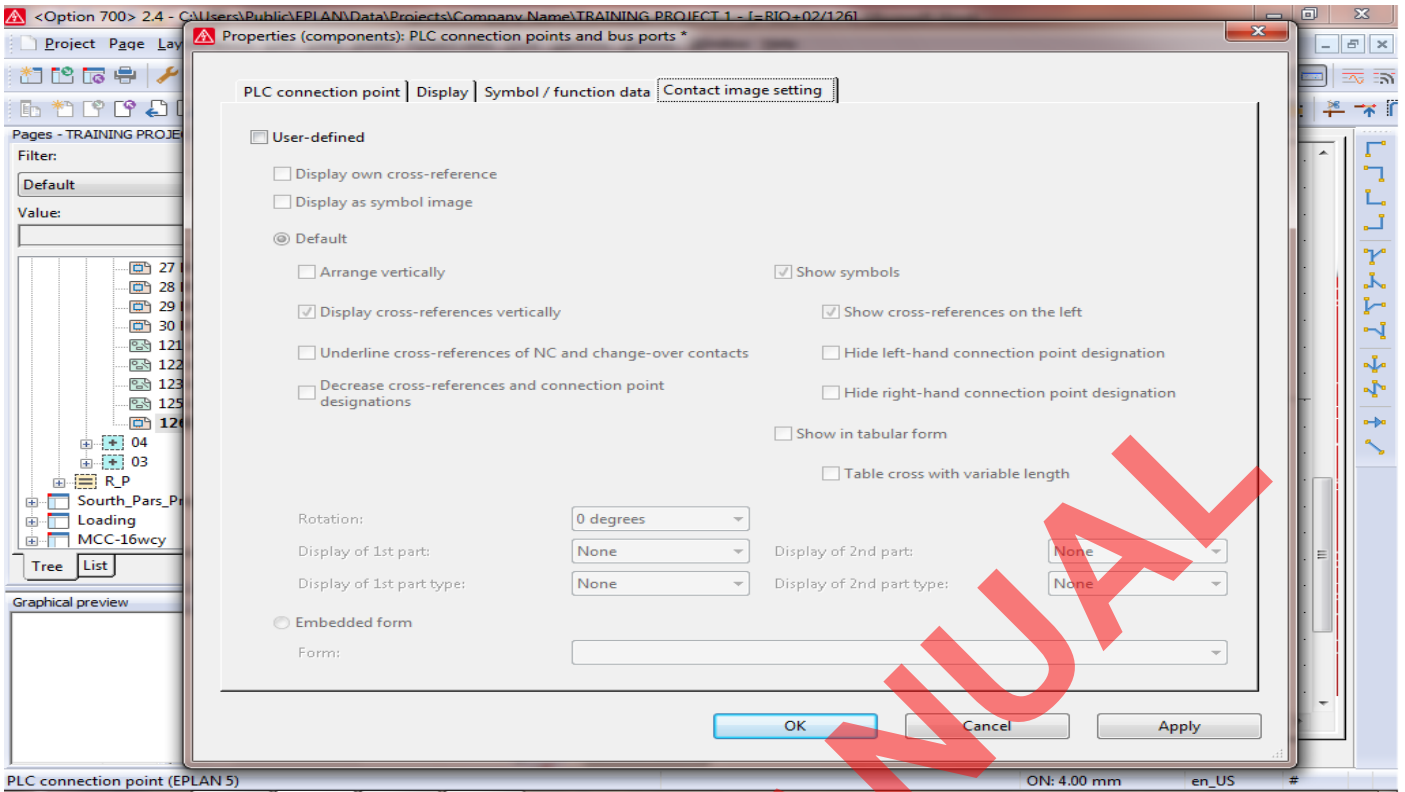 <Option 700> 2.4 - C:\Users\Public\EPLAN\Data\Projects\Company Name\TRAINING PROJECT 1 - [=RIO+02/126]
Properties (components): PLC connection points and bus ports *
Project Page Lay
PLC connection point Display Symbol / function data Contact image setting
Pages - TRAINING PROJE
Filter:
Default
Value:
27
28
29
30
121
122
123
125
126
04
03
R_P
Sourth_Pars_Pr
Loading
MCC-16wcy
Tree List
Graphical preview
User-defined
Display own cross-reference
Display as symbol image
Default
Arrange vertically Show symbols
Display cross-references vertically Show cross-references on the left
Underline cross-references of NC and change-over contacts Hide left-hand connection point designation
Decrease cross-references and connection point
designations Hide right-hand connection point designation
Show in tabular form
Table cross with variable length
Rotation: 0 degrees
Display of 1st part: None Display of 2nd part: None
Display of 1st part type: None Display of 2nd part type: None
Embedded form
Form:
OK Cancel Apply
NUAL
PLC connection point (EPLAN 5) ON: 4.00 mm en_US #